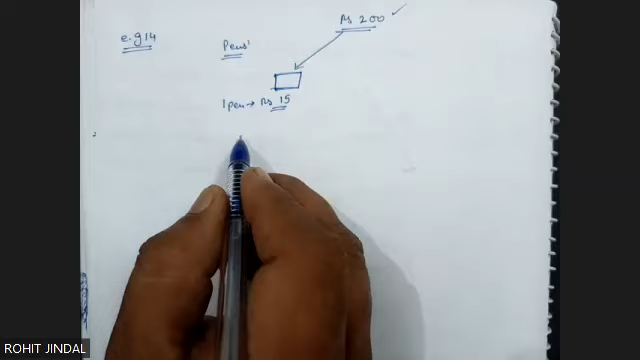 Rs 200 ✓
e.g 14
Pens'
1 pen → Rs 15
ROHIT JINDAL